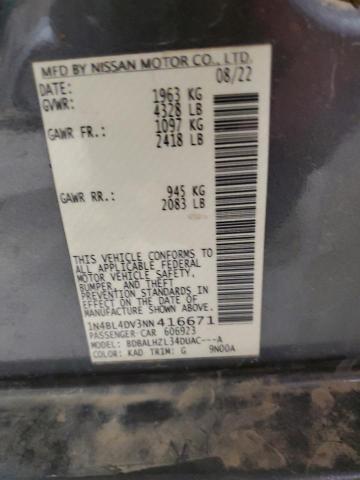 MFD BY NISSAN MOTOR CO., LTD.
DATE: 08/22
GVWR: 1963 KG
4328 LB
GAWR FR.: 1097 KG
2418 LB
GAWR RR.: 945 KG
2083 LB
THIS VEHICLE CONFORMS TO
ALL APPLICABLE FEDERAL
MOTOR VEHICLE SAFETY,
BUMPER, AND THEFT
PREVENTION STANDARDS
IN EFFECT ON THE DATE OF
MANUFACTURE SHOWN ABOVE.
1N4BL4DV3NN416671
PASSENGER-CAR 606923
MODEL: BDBALHZL34DUAC---A
COLOR: KAD TRIM: G 9N00A